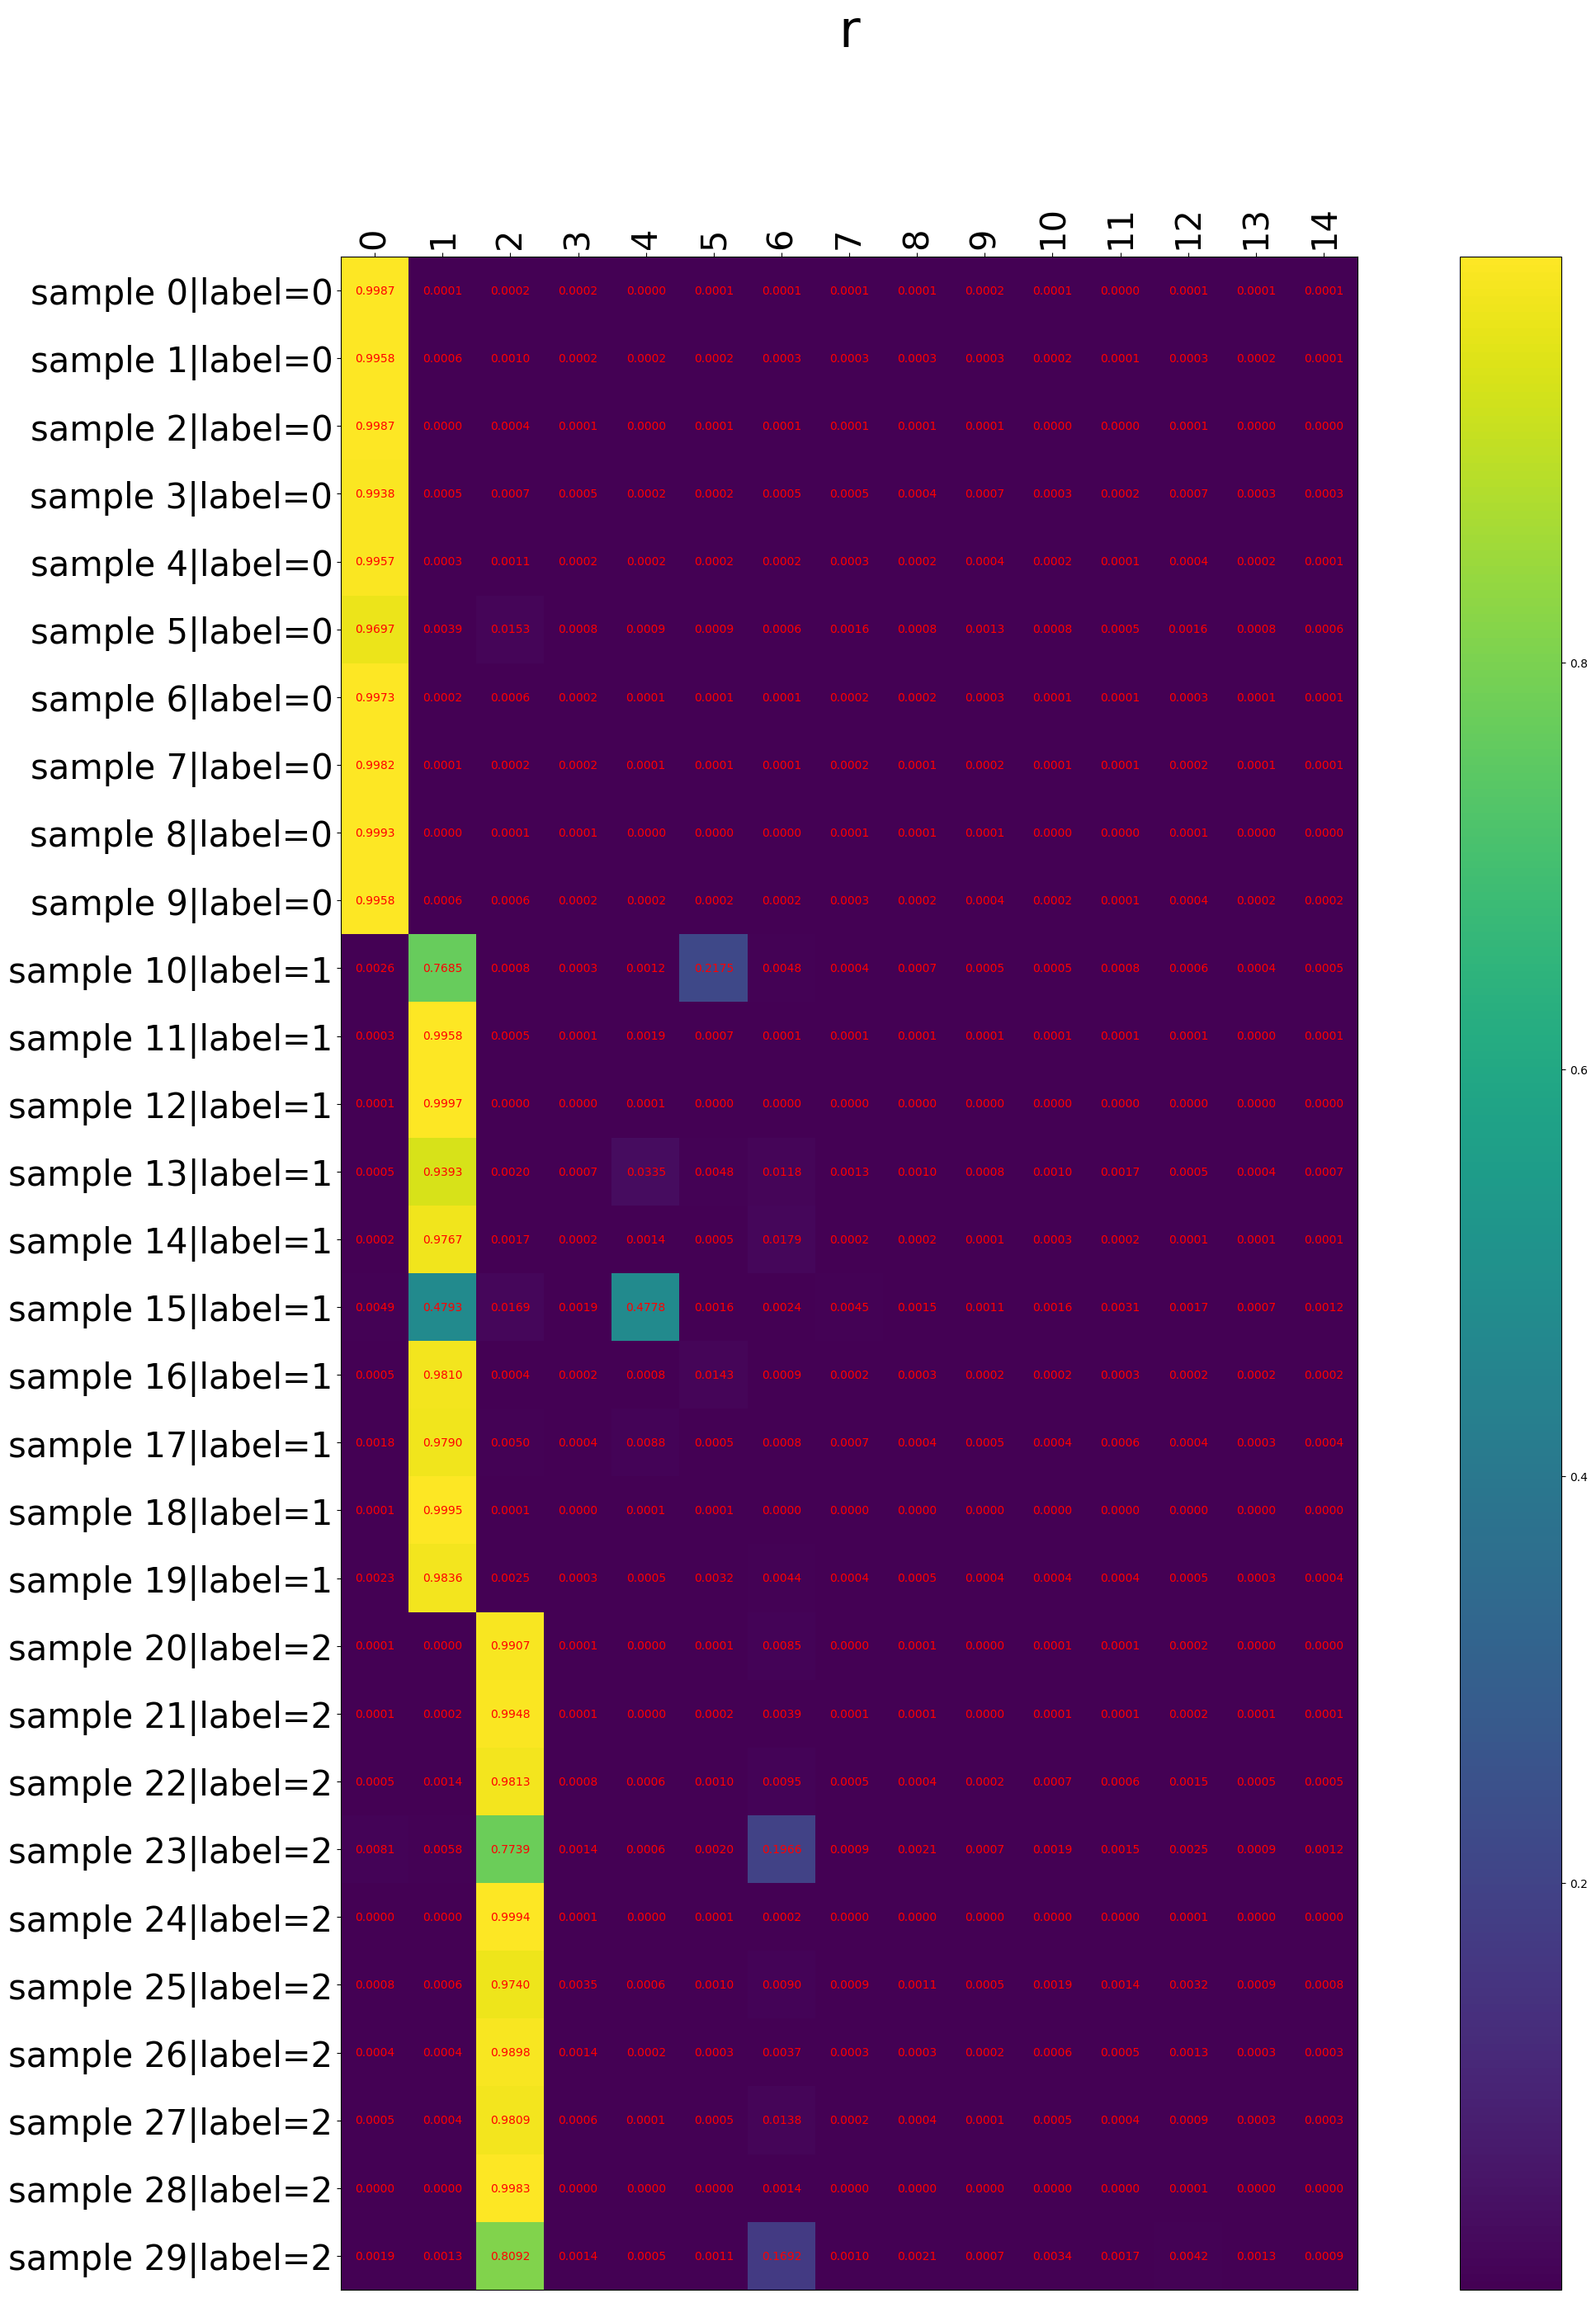 r
0 1 2 3 4 5 6 7 8 9 10 11 12 13 14
sample 0|label=0 0.9987 0.0001 0.0002 0.0002 0.0000 0.0001 0.0001 0.0001 0.0001 0.0002 0.0001 0.0000 0.0001 0.0001 0.0001
sample 1|label=0 0.9958 0.0006 0.0010 0.0002 0.0002 0.0002 0.0003 0.0003 0.0003 0.0003 0.0002 0.0001 0.0003 0.0002 0.0001
sample 2|label=0 0.9987 0.0000 0.0004 0.0001 0.0000 0.0001 0.0001 0.0001 0.0001 0.0001 0.0000 0.0000 0.0001 0.0000 0.0000
sample 3|label=0 0.9938 0.0005 0.0007 0.0005 0.0002 0.0002 0.0005 0.0005 0.0004 0.0007 0.0003 0.0002 0.0007 0.0003 0.0003
sample 4|label=0 0.9957 0.0003 0.0011 0.0002 0.0002 0.0002 0.0002 0.0003 0.0002 0.0004 0.0002 0.0001 0.0004 0.0002 0.0001
sample 5|label=0 0.9697 0.0039 0.0153 0.0008 0.0009 0.0009 0.0006 0.0016 0.0008 0.0013 0.0008 0.0005 0.0016 0.0008 0.0006
0.8
sample 6|label=0 0.9973 0.0002 0.0006 0.0002 0.0001 0.0001 0.0001 0.0002 0.0002 0.0003 0.0001 0.0001 0.0003 0.0001 0.0001
sample 7|label=0 0.9982 0.0001 0.0002 0.0002 0.0001 0.0001 0.0001 0.0002 0.0001 0.0002 0.0001 0.0001 0.0002 0.0001 0.0001
sample 8|label=0 0.9993 0.0000 0.0001 0.0001 0.0000 0.0000 0.0000 0.0001 0.0001 0.0001 0.0000 0.0000 0.0001 0.0000 0.0000
sample 9|label=0 0.9958 0.0006 0.0006 0.0002 0.0002 0.0002 0.0002 0.0003 0.0002 0.0004 0.0002 0.0001 0.0004 0.0002 0.0002
sample 10|label=1 0.0026 0.7685 0.0008 0.0003 0.0012 0.0048 0.0004 0.0007 0.0005 0.0005 0.0008 0.0006 0.0004 0.0005
sample 11|label=1 0.0003 0.9958 0.0005 0.0001 0.0019 0.0007 0.0001 0.0001 0.0001 0.0001 0.0001 0.0001 0.0001 0.0000 0.0001
0.6
sample 12|label=1 0.0001 0.9997 0.0000 0.0000 0.0001 0.0000 0.0000 0.0000 0.0000 0.0000 0.0000 0.0000 0.0000 0.0000 0.0000
sample 13|label=1 0.0005 0.9393 0.0020 0.0007 0.0335 0.0048 0.0118 0.0013 0.0010 0.0008 0.0010 0.0017 0.0005 0.0004 0.0007
sample 14|label=1 0.0002 0.9767 0.0017 0.0002 0.0014 0.0005 0.0179 0.0002 0.0002 0.0001 0.0003 0.0002 0.0001 0.0001 0.0001
sample 15|label=1 0.0049 0.4793 0.0169 0.0019 0.4778 0.0016 0.0024 0.0045 0.0015 0.0011 0.0016 0.0031 0.0017 0.0007 0.0012
sample 16|label=1 0.0005 0.9810 0.0004 0.0002 0.0008 0.0143 0.0009 0.0002 0.0003 0.0002 0.0002 0.0003 0.0002 0.0002 0.0002
sample 17|label=1 0.0018 0.9790 0.0050 0.0004 0.0088 0.0005 0.0008 0.0007 0.0004 0.0005 0.0004 0.0006 0.0004 0.0003 0.0004
0.4
sample 18|label=1 0.0001 0.9995 0.0001 0.0000 0.0001 0.0001 0.0000 0.0000 0.0000 0.0000 0.0000 0.0000 0.0000 0.0000 0.0000
sample 19|label=1 0.0023 0.9836 0.0025 0.0003 0.0005 0.0032 0.0044 0.0004 0.0005 0.0004 0.0004 0.0004 0.0005 0.0003 0.0004
sample 20|label=2 0.0001 0.0000 0.9907 0.0001 0.0000 0.0001 0.0085 0.0000 0.0001 0.0000 0.0001 0.0001 0.0002 0.0000 0.0000
sample 21|label=2 0.0001 0.0002 0.9948 0.0001 0.0000 0.0002 0.0039 0.0001 0.0001 0.0000 0.0001 0.0001 0.0002 0.0001 0.0001
sample 22|label=2 0.0005 0.0014 0.9813 0.0008 0.0006 0.0010 0.0095 0.0005 0.0004 0.0002 0.0007 0.0006 0.0015 0.0005 0.0005
sample 23|label=2 0.0081 0.0058 0.7739 0.0014 0.0006 0.0020 0.0009 0.0021 0.0007 0.0019 0.0015 0.0025 0.0009 0.0012
0.2
sample 24|label=2 0.0000 0.0000 0.9994 0.0001 0.0000 0.0001 0.0002 0.0000 0.0000 0.0000 0.0000 0.0000 0.0001 0.0000 0.0000
sample 25|label=2 0.0008 0.0006 0.9740 0.0035 0.0006 0.0010 0.0090 0.0009 0.0011 0.0005 0.0019 0.0014 0.0032 0.0009 0.0008
sample 26|label=2 0.0004 0.0004 0.9898 0.0014 0.0002 0.0003 0.0037 0.0003 0.0003 0.0002 0.0006 0.0005 0.0013 0.0003 0.0003
sample 27|label=2 0.0005 0.0004 0.9809 0.0006 0.0001 0.0005 0.0138 0.0002 0.0004 0.0001 0.0005 0.0004 0.0009 0.0003 0.0003
sample 28|label=2 0.0000 0.0000 0.9983 0.0000 0.0000 0.0000 0.0014 0.0000 0.0000 0.0000 0.0000 0.0000 0.0001 0.0000 0.0000
sample 29|label=2 0.0019 0.0013 0.8092 0.0014 0.0005 0.0011 0.0010 0.0021 0.0007 0.0034 0.0017 0.0042 0.0013 0.0009